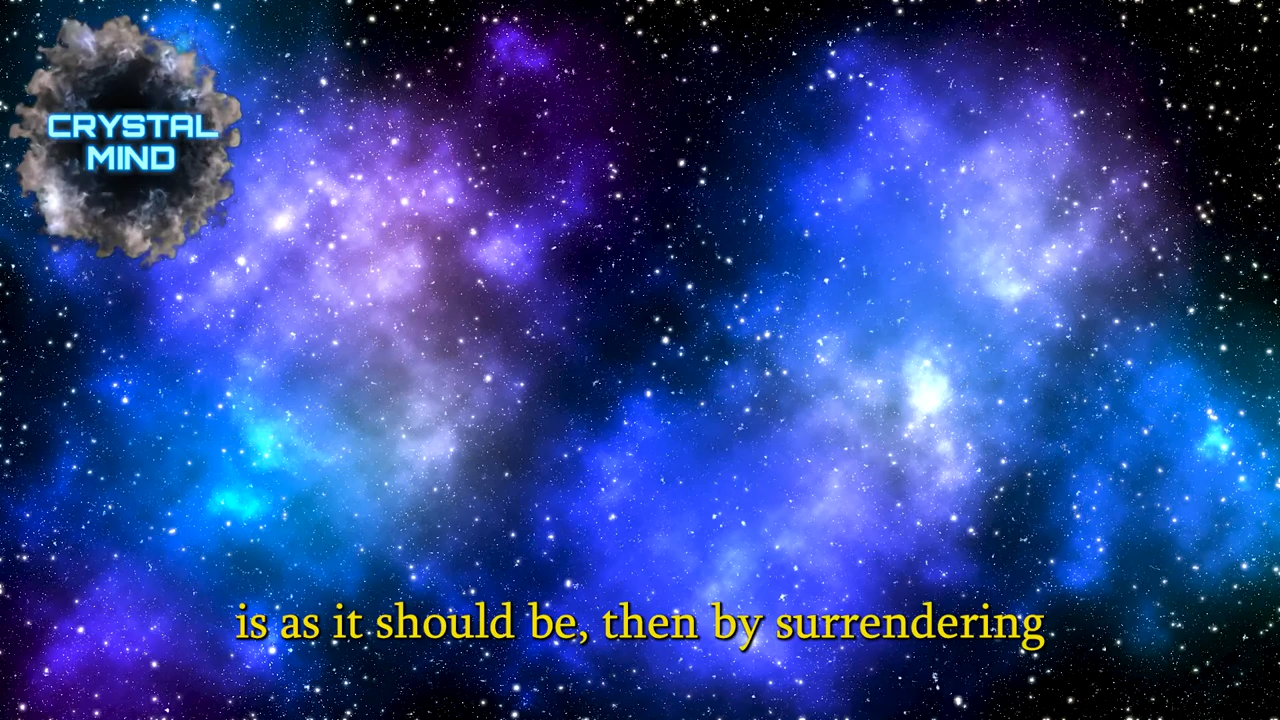 CRYSTAL
MIND
is as it should be, then by surrendering